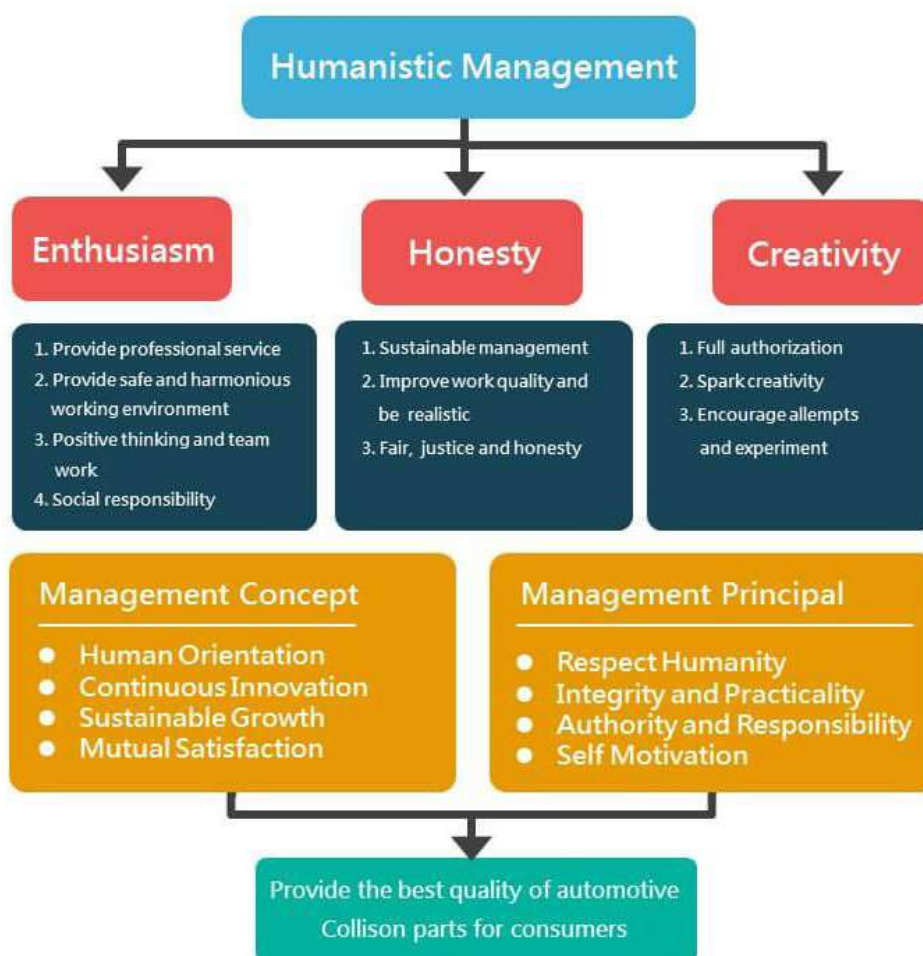 Humanistic Management
Enthusiasm
Honesty
Creativity
1. Provide professional service
2. Provide safe and harmonious
working environment
3. Positive thinking and team
work
4. Social responsibility
1. Sustainable management
2. Improve work quality and
be realistic
3. Fair, justice and honesty
1. Full authorization
2. Spark creativity
3. Encourage allempts
and experiment
Management Concept
● Human Orientation
● Continuous Innovation
● Sustainable Growth
● Mutual Satisfaction
Management Principal
● Respect Humanity
● Integrity and Practicality
● Authority and Responsibility
● Self Motivation
Provide the best quality of automotive
Collison parts for consumers